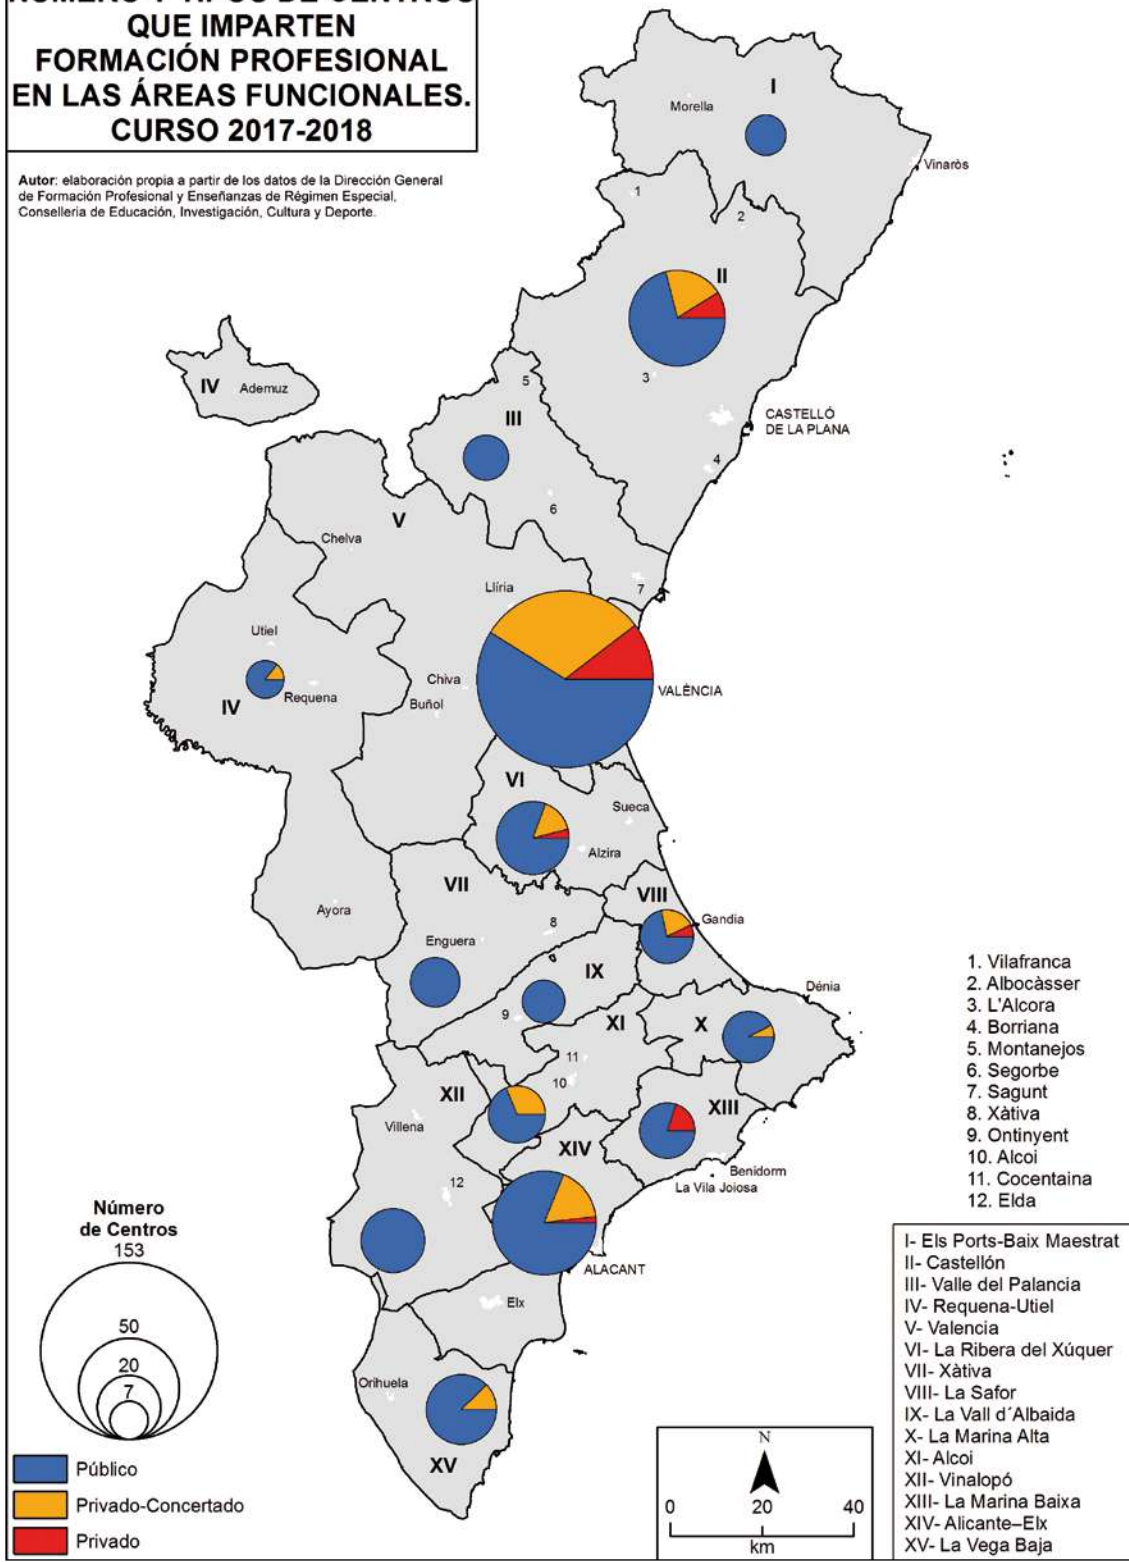 NÚMERO Y TIPOS DE CENTROS
QUE IMPARTEN
FORMACIÓN PROFESIONAL
EN LAS ÁREAS FUNCIONALES.
CURSO 2017-2018
Autor: elaboración propia a partir de los datos de la Dirección General
de Formación Profesional y Enseñanzas de Régimen Especial,
Conselleria de Educación, Investigación, Cultura y Deporte.
I
Morella
Vinaròs
1
2
II
3
CASTELLÓ
DE LA PLANA
4
IV
Ademuz
5
III
6
7
V
Chelva
Llíria
Utiel
Requena
IV
Chiva
Buñol
VALÈNCIA
VI
Sueca
Alzira
Ayora
VII
Enguera
8
VIII
Gandia
IX
9
Dénia
X
XI
11
10
XII
Villena
12
XIII
Benidorm
La Vila Joiosa
XIV
ALACANT
Elx
Orihuela
XV
1. Vilafranca
2. Albocàsser
3. L'Alcora
4. Borriana
5. Montanejos
6. Segorbe
7. Sagunt
8. Xàtiva
9. Ontinyent
10. Alcoi
11. Cocentaina
12. Elda
I- Els Ports-Baix Maestrat
II- Castellón
III- Valle del Palancia
IV- Requena-Utiel
V- Valencia
VI- La Ribera del Xúquer
VII- Xàtiva
VIII- La Safor
IX- La Vall d´Albaida
X- La Marina Alta
XI- Alcoi
XII- Vinalopó
XIII- La Marina Baixa
XIV- Alicante–Elx
XV- La Vega Baja
Número
de Centros
153
50
20
7
Público
Privado-Concertado
Privado
N
0 20 40
km